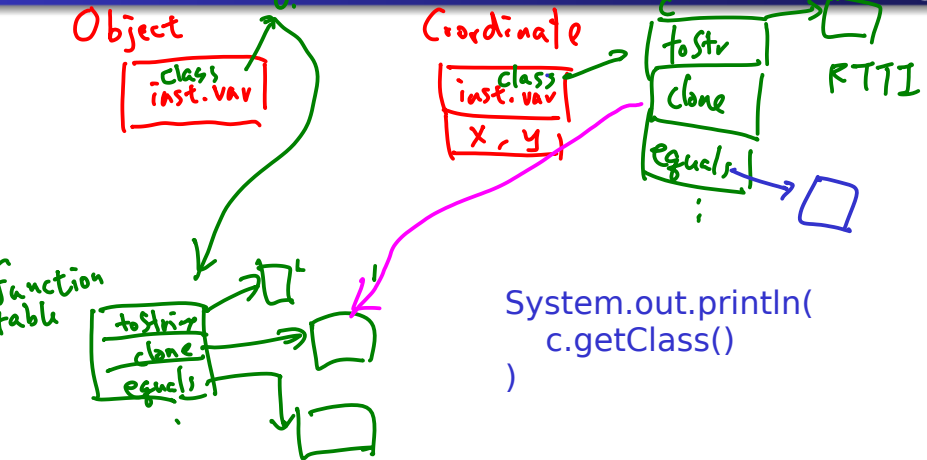 Object
class
inst.var
Coordinate
class
inst.var
x, y
C
toStr
clone
equals
:
RTTI
function
table
toString
clone
equals
System.out.println(
c.getClass()
)